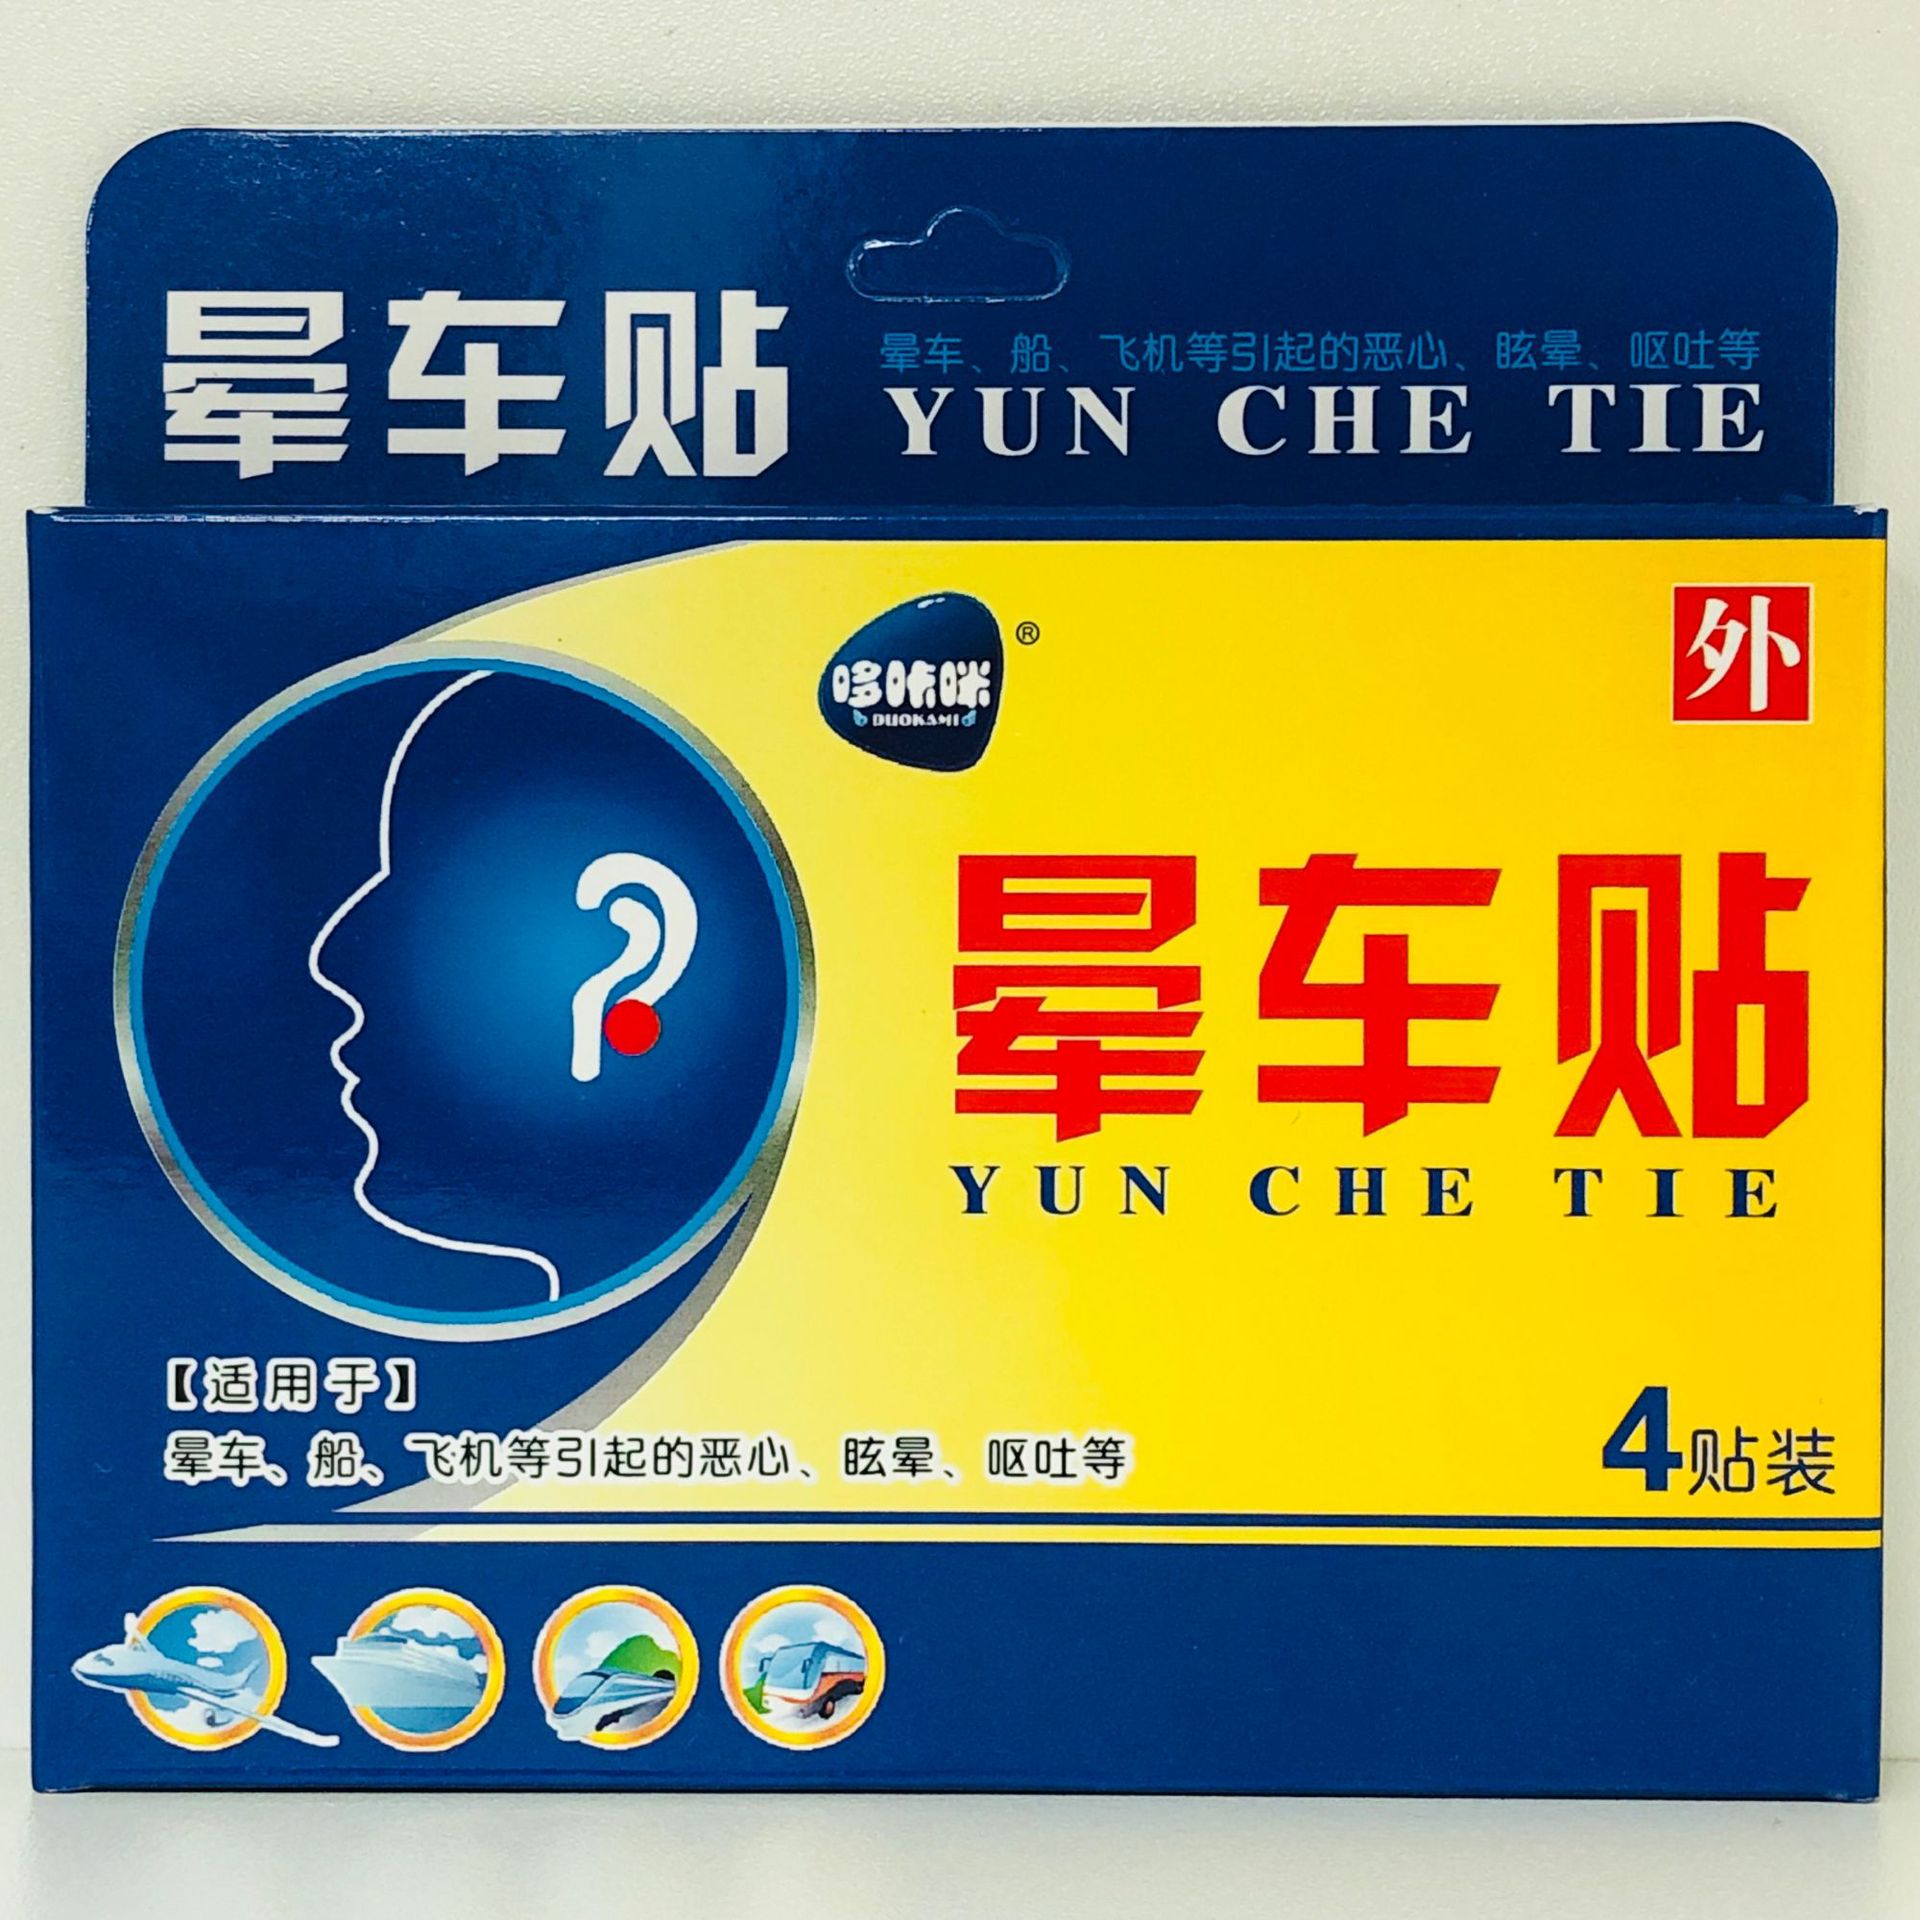 晕车贴
晕车、船、飞机等引起的恶心、眩晕、呕吐等
YUN CHE TIE
哆咔咪
DUOKAMI
®
外
晕车贴
YUN CHE TIE
【适用于】
晕车、船、飞机等引起的恶心、眩晕、呕吐等
4贴装